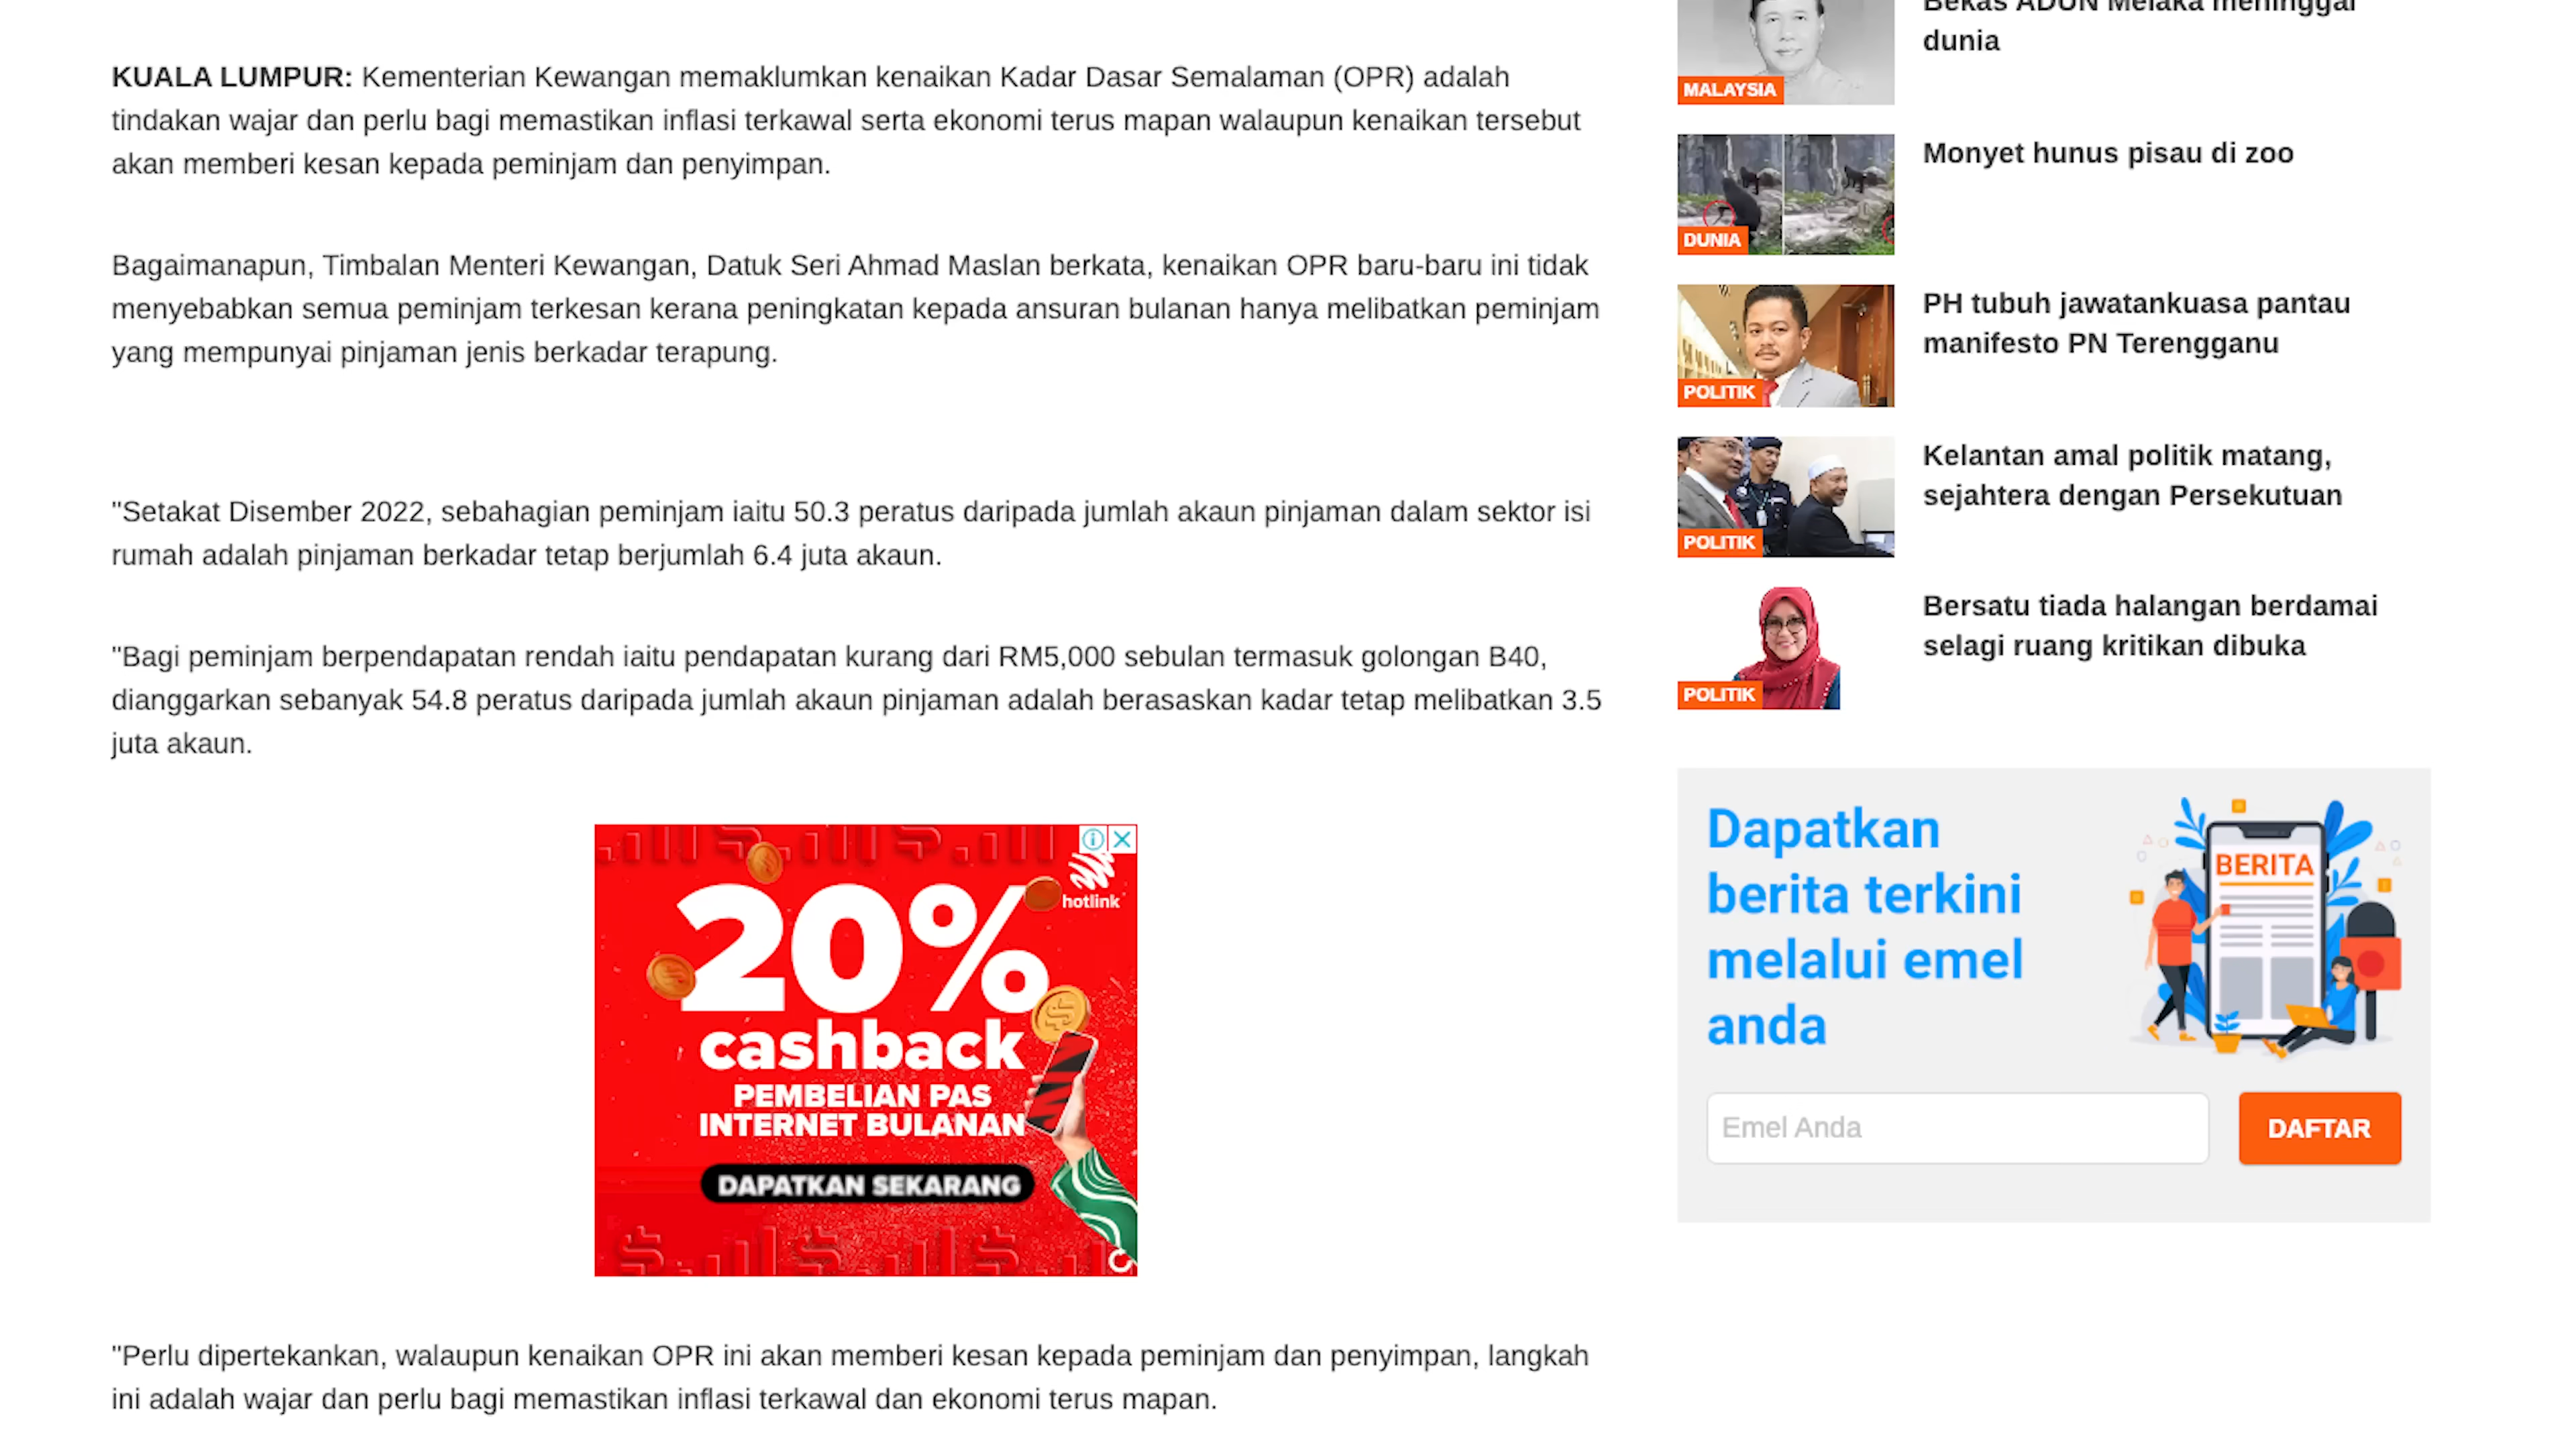 KUALA LUMPUR: Kementerian Kewangan memaklumkan kenaikan Kadar Dasar Semalaman (OPR) adalah
tindakan wajar dan perlu bagi memastikan inflasi terkawal serta ekonomi terus mapan walaupun kenaikan tersebut
akan memberi kesan kepada peminjam dan penyimpan.
Bagaimanapun, Timbalan Menteri Kewangan, Datuk Seri Ahmad Maslan berkata, kenaikan OPR baru-baru ini tidak
menyebabkan semua peminjam terkesan kerana peningkatan kepada ansuran bulanan hanya melibatkan peminjam
yang mempunyai pinjaman jenis berkadar terapung.
"Setakat Disember 2022, sebahagian peminjam iaitu 50.3 peratus daripada jumlah akaun pinjaman dalam sektor isi
rumah adalah pinjaman berkadar tetap berjumlah 6.4 juta akaun.
"Bagi peminjam berpendapatan rendah iaitu pendapatan kurang dari RM5,000 sebulan termasuk golongan B40,
dianggarkan sebanyak 54.8 peratus daripada jumlah akaun pinjaman adalah berasaskan kadar tetap melibatkan 3.5
juta akaun.
hotlink
20%
cashback
PEMBELIAN PAS
INTERNET BULANAN
DAPATKAN SEKARANG
"Perlu dipertekankan, walaupun kenaikan OPR ini akan memberi kesan kepada peminjam dan penyimpan, langkah
ini adalah wajar dan perlu bagi memastikan inflasi terkawal dan ekonomi terus mapan.
Bekas ADUN Melaka meninggal
dunia
MALAYSIA
Monyet hunus pisau di zoo
DUNIA
PH tubuh jawatankuasa pantau
manifesto PN Terengganu
POLITIK
Kelantan amal politik matang,
sejahtera dengan Persekutuan
POLITIK
Bersatu tiada halangan berdamai
selagi ruang kritikan dibuka
POLITIK
Dapatkan
berita terkini
melalui emel
anda
BERITA
Emel Anda
DAFTAR